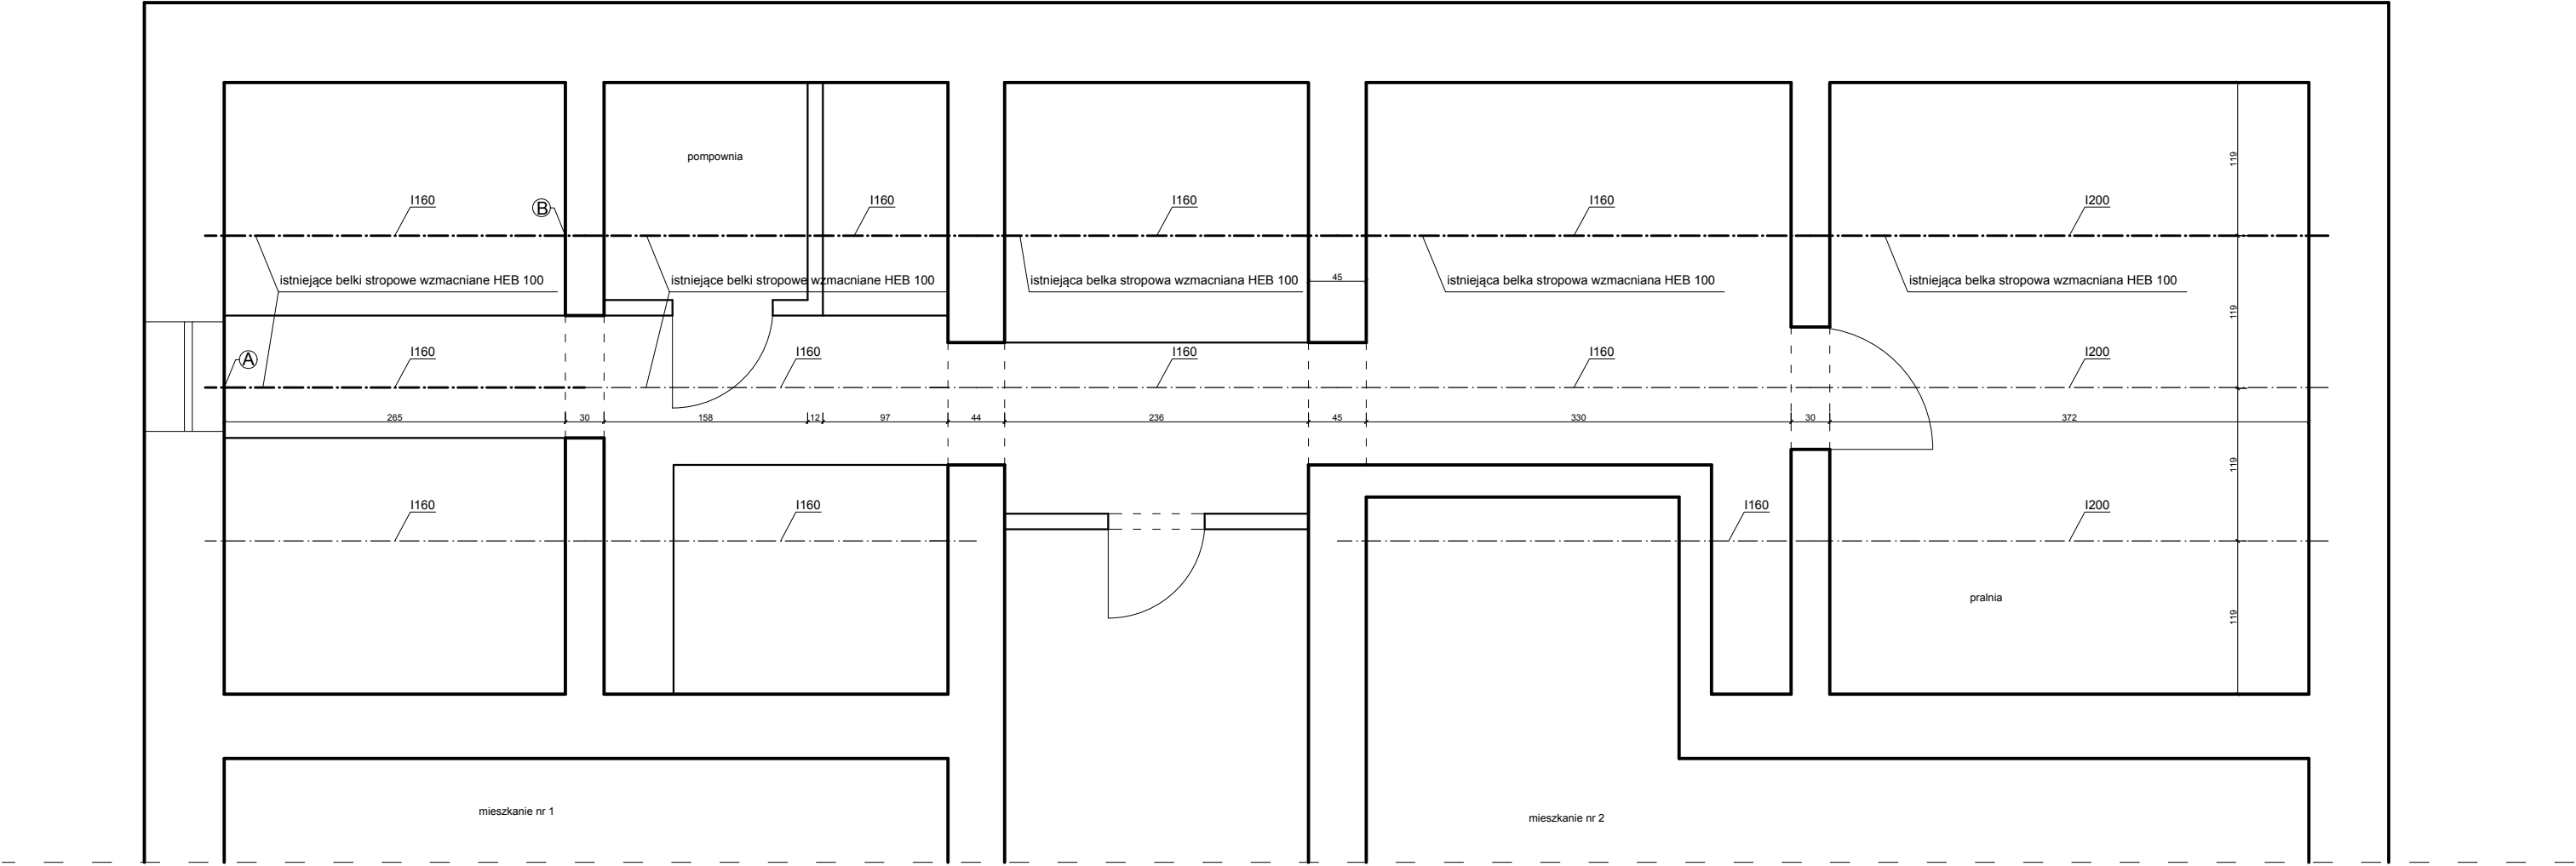 pompownia
119
I160
I160
I160
I160
I200
B
istniejące belki stropowe wzmacniane HEB 100
istniejące belki stropowe wzmacniane HEB 100
istniejące belka stropowa wzmacniana HEB 100
45
istniejąca belka stropowa wzmacniana HEB 100
istniejąca belka stropowa wzmacniana HEB 100
119
A
I160
I160
I160
I160
I200
265
30
158
12
97
44
236
45
330
30
372
119
I160
I160
I160
I200
pralnia
119
mieszkanie nr 1
mieszkanie nr 2